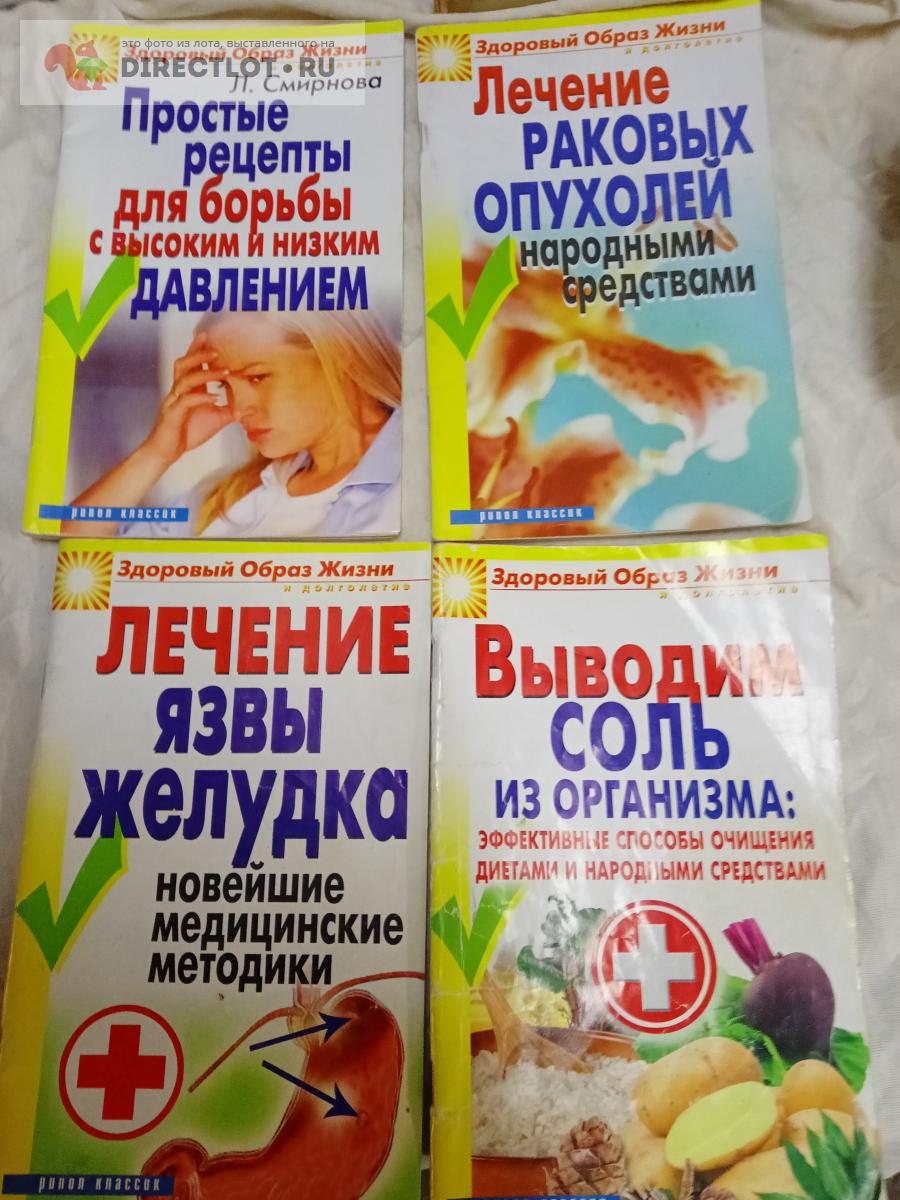 это фото из лота, выставленного на
DIRECTLOT.RU
Здоровый Образ Жизни
и долголетие
Л. Смирнова
Простые
рецепты
для борьбы
с высоким и низким
ДАВЛЕНИЕМ
рипол классик
Здоровый Образ Жизни
и долголетие
Лечение
РАКОВЫХ
ОПУХОЛЕЙ
народными
средствами
рипол классик
Здоровый Образ Жизни
и долголетие
ЛЕЧЕНИЕ
ЯЗВЫ
желудка
новейшие
медицинские
методики
рипол классик
Здоровый Образ Жизни
и долголетие
Выводим
СОЛЬ
ИЗ ОРГАНИЗМА:
ЭФФЕКТИВНЫЕ СПОСОБЫ ОЧИЩЕНИЯ
ДИЕТАМИ И НАРОДНЫМИ СРЕДСТВАМИ